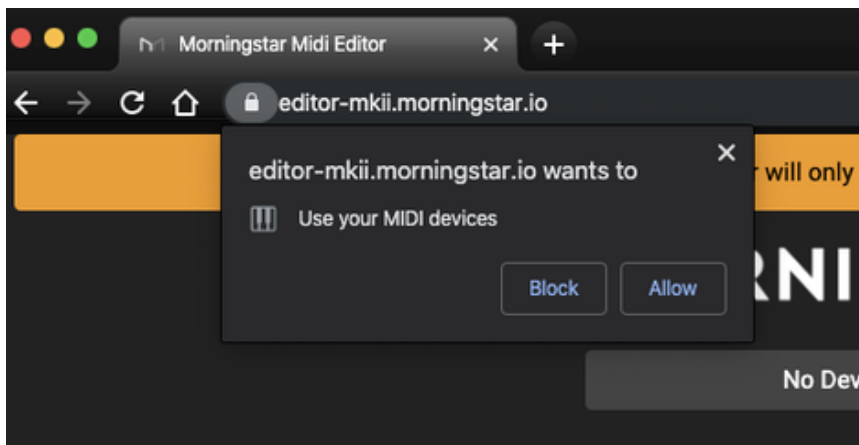 Morningstar Midi Editor
editor-mkii.morningstar.io
editor-mkii.morningstar.io wants to
will only
Use your MIDI devices
Block Allow
RNI
No Dev